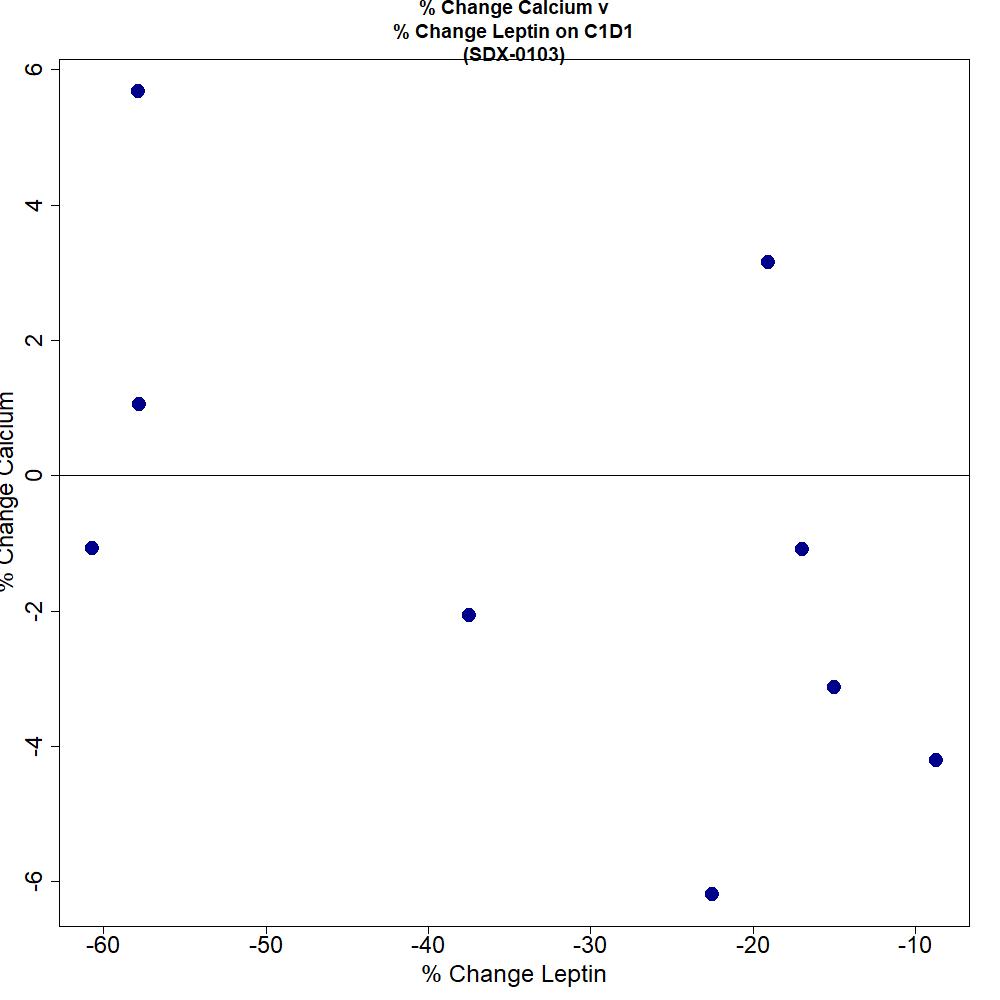 % Change Calcium v
% Change Leptin on C1D1
(SDX-0103)
6
4
2
0
-2
-4
-6
% Change Calcium
-60 -50 -40 -30 -20 -10
% Change Leptin